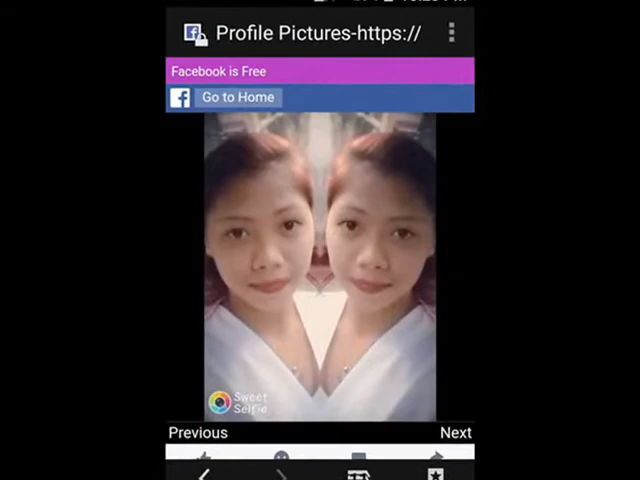 Profile Pictures-https://
Facebook is Free
Go to Home
Sweet
Selfie
Previous
Next